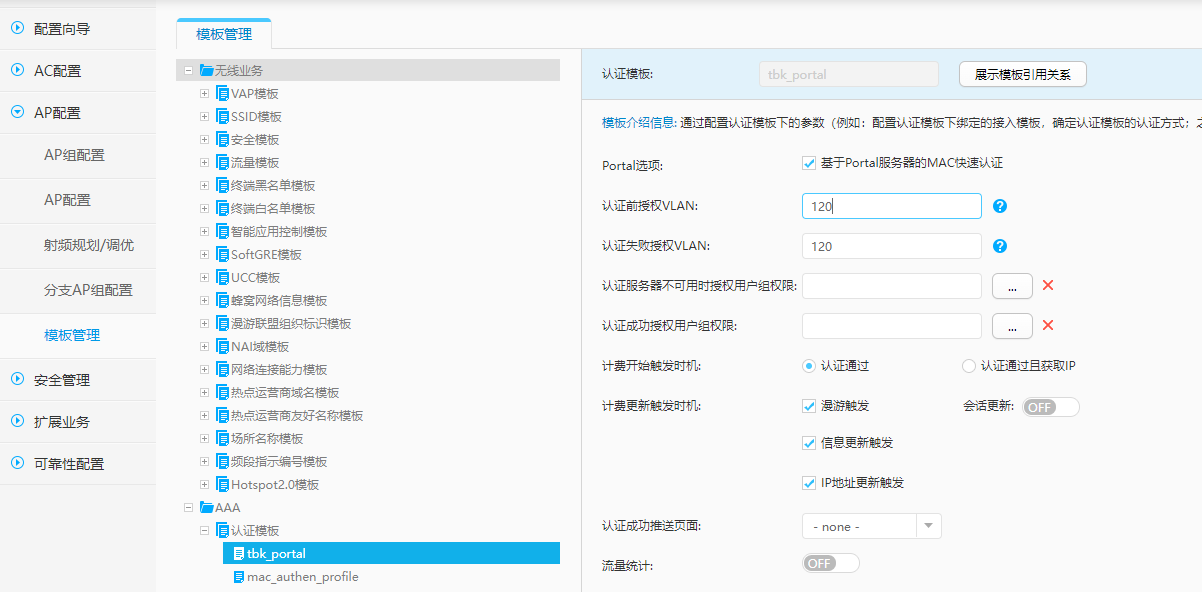 配置向导
AC配置
AP配置
AP组配置
AP配置
射频规划/调优
分支AP组配置
模板管理
安全管理
扩展业务
可靠性配置
模板管理
无线业务
VAP模板
SSID模板
安全模板
流量模板
终端黑名单模板
终端白名单模板
智能应用控制模板
SoftGRE模板
UCC模板
蜂窝网络信息模板
漫游联盟组织标识模板
NAI域模板
网络连接能力模板
热点运营商域名模板
热点运营商友好名称模板
场所名称模板
频段指示编号模板
Hotspot2.0模板
AAA
认证模板
tbk_portal
mac_authen_profile
认证模板: tbk_portal 展示模板引用关系
模板介绍信息: 通过配置认证模板下的参数（例如：配置认证模板下绑定的接入模板，确定认证模板的认证方式；
Portal选项: 基于Portal服务器的MAC快速认证
认证前授权VLAN: 120
认证失败授权VLAN: 120
认证服务器不可用时授权用户组权限: ...
认证成功授权用户组权限: ...
计费开始触发时机: 认证通过 认证通过且获取IP
计费更新触发时机: 漫游触发 会话更新: OFF
信息更新触发
IP地址更新触发
认证成功推送页面: - none -
流量统计: OFF